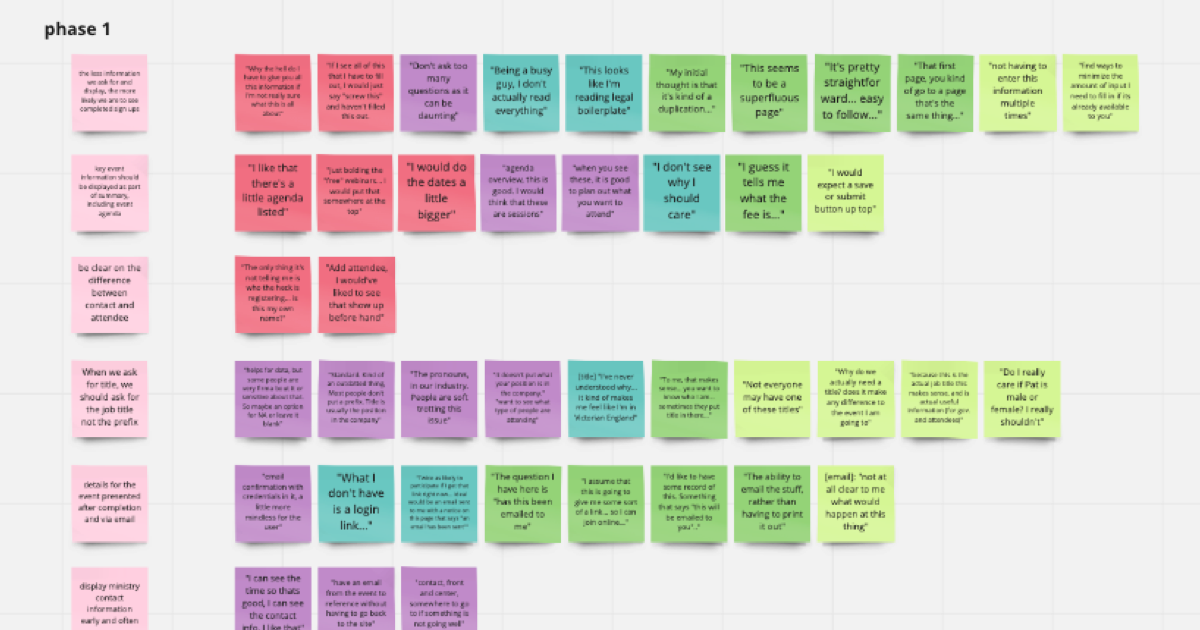 phase 1
the less information
we ask for and
display, the more
likely we are to see
completed sign ups
"Why the hell do I
have to give you all
this information if
I'm not really sure
what this is all
about"
"If I see all of this
that I have to fill
out, I would just
say "screw this"
and haven't filled
this out.
"Don't ask too
many
questions as it
can be
daunting"
"Being a busy
guy, I don't
actually read
everything"
"This looks
like I'm
reading legal
boilerplate"
"My initial
thought is that
it's kind of a
duplication..."
"This seems
to be a
superfluous
page"
"It's pretty
straightfor
ward... easy
to follow..."
"That first
page, you kind
of go to a page
that's the
same thing..."
"not having to
enter this
information
multiple
times"
"find ways to
minimize the
amount of input I
need to fill in if its
already available
to you"
key event
information should
be displayed as part
of summary,
including event
agenda
"I like that
there's a
little agenda
listed"
"just bolding the
"free" webinars... I
would put that
somewhere at the
top"
"I would do
the dates a
little
bigger"
"agenda
overview, this is
good. I would
think that these
are sessions"
"when you see
these, it is good
to plan out what
you want to
attend"
"I don't see
why I
should
care"
"I guess it
tells me
what the
fee is..."
"I would
expect a save
or submit
button up top"
be clear on the
difference
between
contact and
attendee
"The only thing it's
not telling me is
who the heck is
registering... is
this my own
name?"
"Add attendee,
I would've
liked to see
that show up
before hand"
When we ask
for title, we
should ask for
the job title
not the prefix
"helps for data, but
some people are
very
sensitive about that.
So maybe an option
for NA or leave it
blank"
kind of
an outdated thing.
Most people don't
put a prefix. Title is
usually the position
in the company"
"The pronouns,
in our industry.
People are soft
trotting this
issue"
"it doesn't put what
your position is in
the company."
"want to see what
type of people are
attending"
[title] "I've never
understood why...
it kind of makes
me feel like I'm in
Victorian England"
"To me, that makes
sense... you want to
know who I am...
sometimes they put
title in there..."
"Not everyone
may have one
of these titles"
"Why do we
actually need a
title? does it make
any difference to
the event I am
going to"
"because this is the
actual job title this
makes sense, and is
actual useful
information [for gov
and attendees]"
"Do I really
care if Pat is
male or
female? I really
shouldn't"
details for the
event presented
after completion
and via email
"email
confirmation with
credentials in it, a
little more
mindless for the
user"
"What I
don't have
is a login
link..."
as likely to
participate if I get that
link right now...
would be an email sent
to me with a notice on
this page that says "an
email has been sent"
"The question I
have here is
"has this been
emailed to
me"
"I assume that
this is going to
give me some sort
of a link... so I can
join online..."
"I'd like to have
some record of
this. Something
that says "this will
be emailed to
you"..."
"The ability to
email the stuff,
rather than
having to print
it out"
[email]: "not at
all clear to me
what would
happen at this
thing"
display ministry
contact
information
early and often
"I can see the
time so thats
good, I can see
the contact
info. I like that"
"have an email
from the event to
reference without
having to go back
to the site"
"contact, front
and center,
somewhere to go
to if something is
not going well"